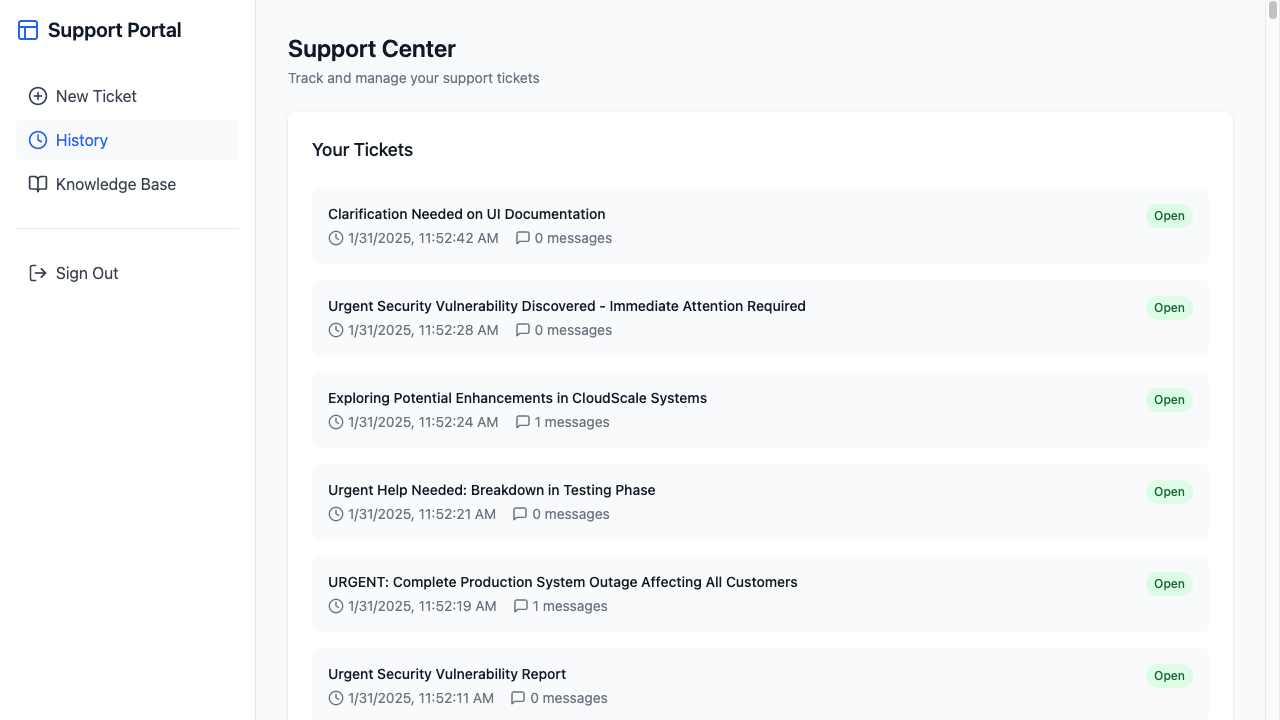 Support Portal
New Ticket
History
Knowledge Base
Sign Out
Support Center
Track and manage your support tickets
Your Tickets
Clarification Needed on UI Documentation
Open
1/31/2025, 11:52:42 AM 0 messages
Urgent Security Vulnerability Discovered - Immediate Attention Required
Open
1/31/2025, 11:52:28 AM 0 messages
Exploring Potential Enhancements in CloudScale Systems
Open
1/31/2025, 11:52:24 AM 1 messages
Urgent Help Needed: Breakdown in Testing Phase
Open
1/31/2025, 11:52:21 AM 0 messages
URGENT: Complete Production System Outage Affecting All Customers
Open
1/31/2025, 11:52:19 AM 1 messages
Urgent Security Vulnerability Report
Open
1/31/2025, 11:52:11 AM 0 messages